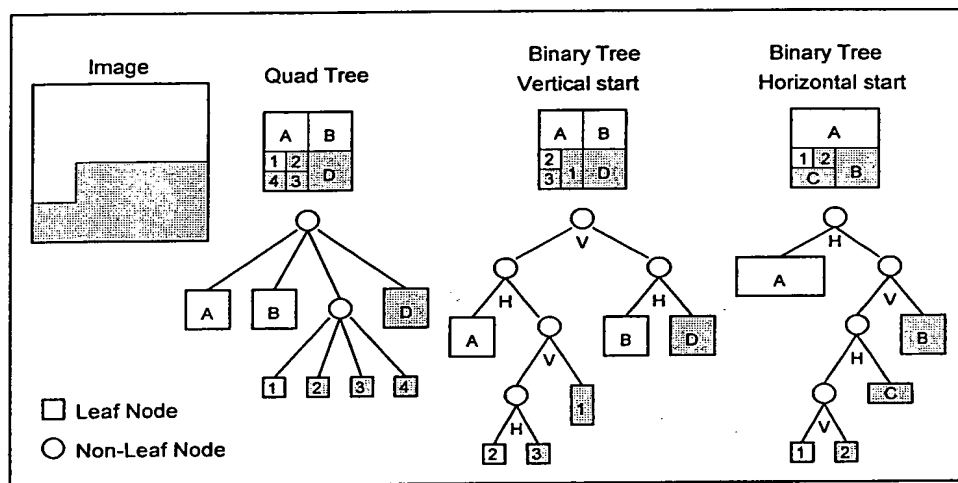 Image
Quad Tree
Binary Tree
Vertical start
Binary Tree
Horizontal start
A B
1 2
4 3 D
A B
2
3 1 D
A
1 2
C B
V
H
A
H
H
V
A
B
D
A
B
D
V
B
V
H
1
C
1
2
3
4
H
2
3
V
1
2
Leaf Node
Non-Leaf Node